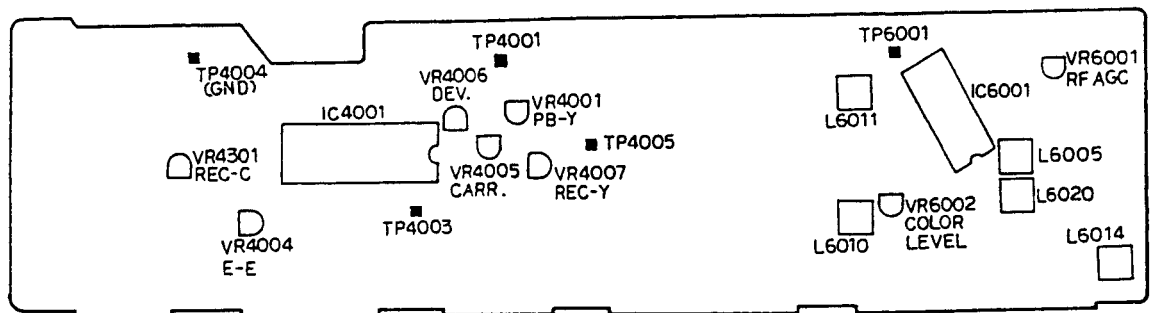 TP4004
(GND)
IC4001
VR4301
REC-C
VR4004
E-E
TP4003
VR4006
DEV.
TP4001
VR4001
PB-Y
TP4005
VR4005
CARR.
VR4007
REC-Y
TP6001
L6011
IC6001
VR6001
RF AGC
L6005
L6020
VR6002
COLOR
LEVEL
L6010
L6014